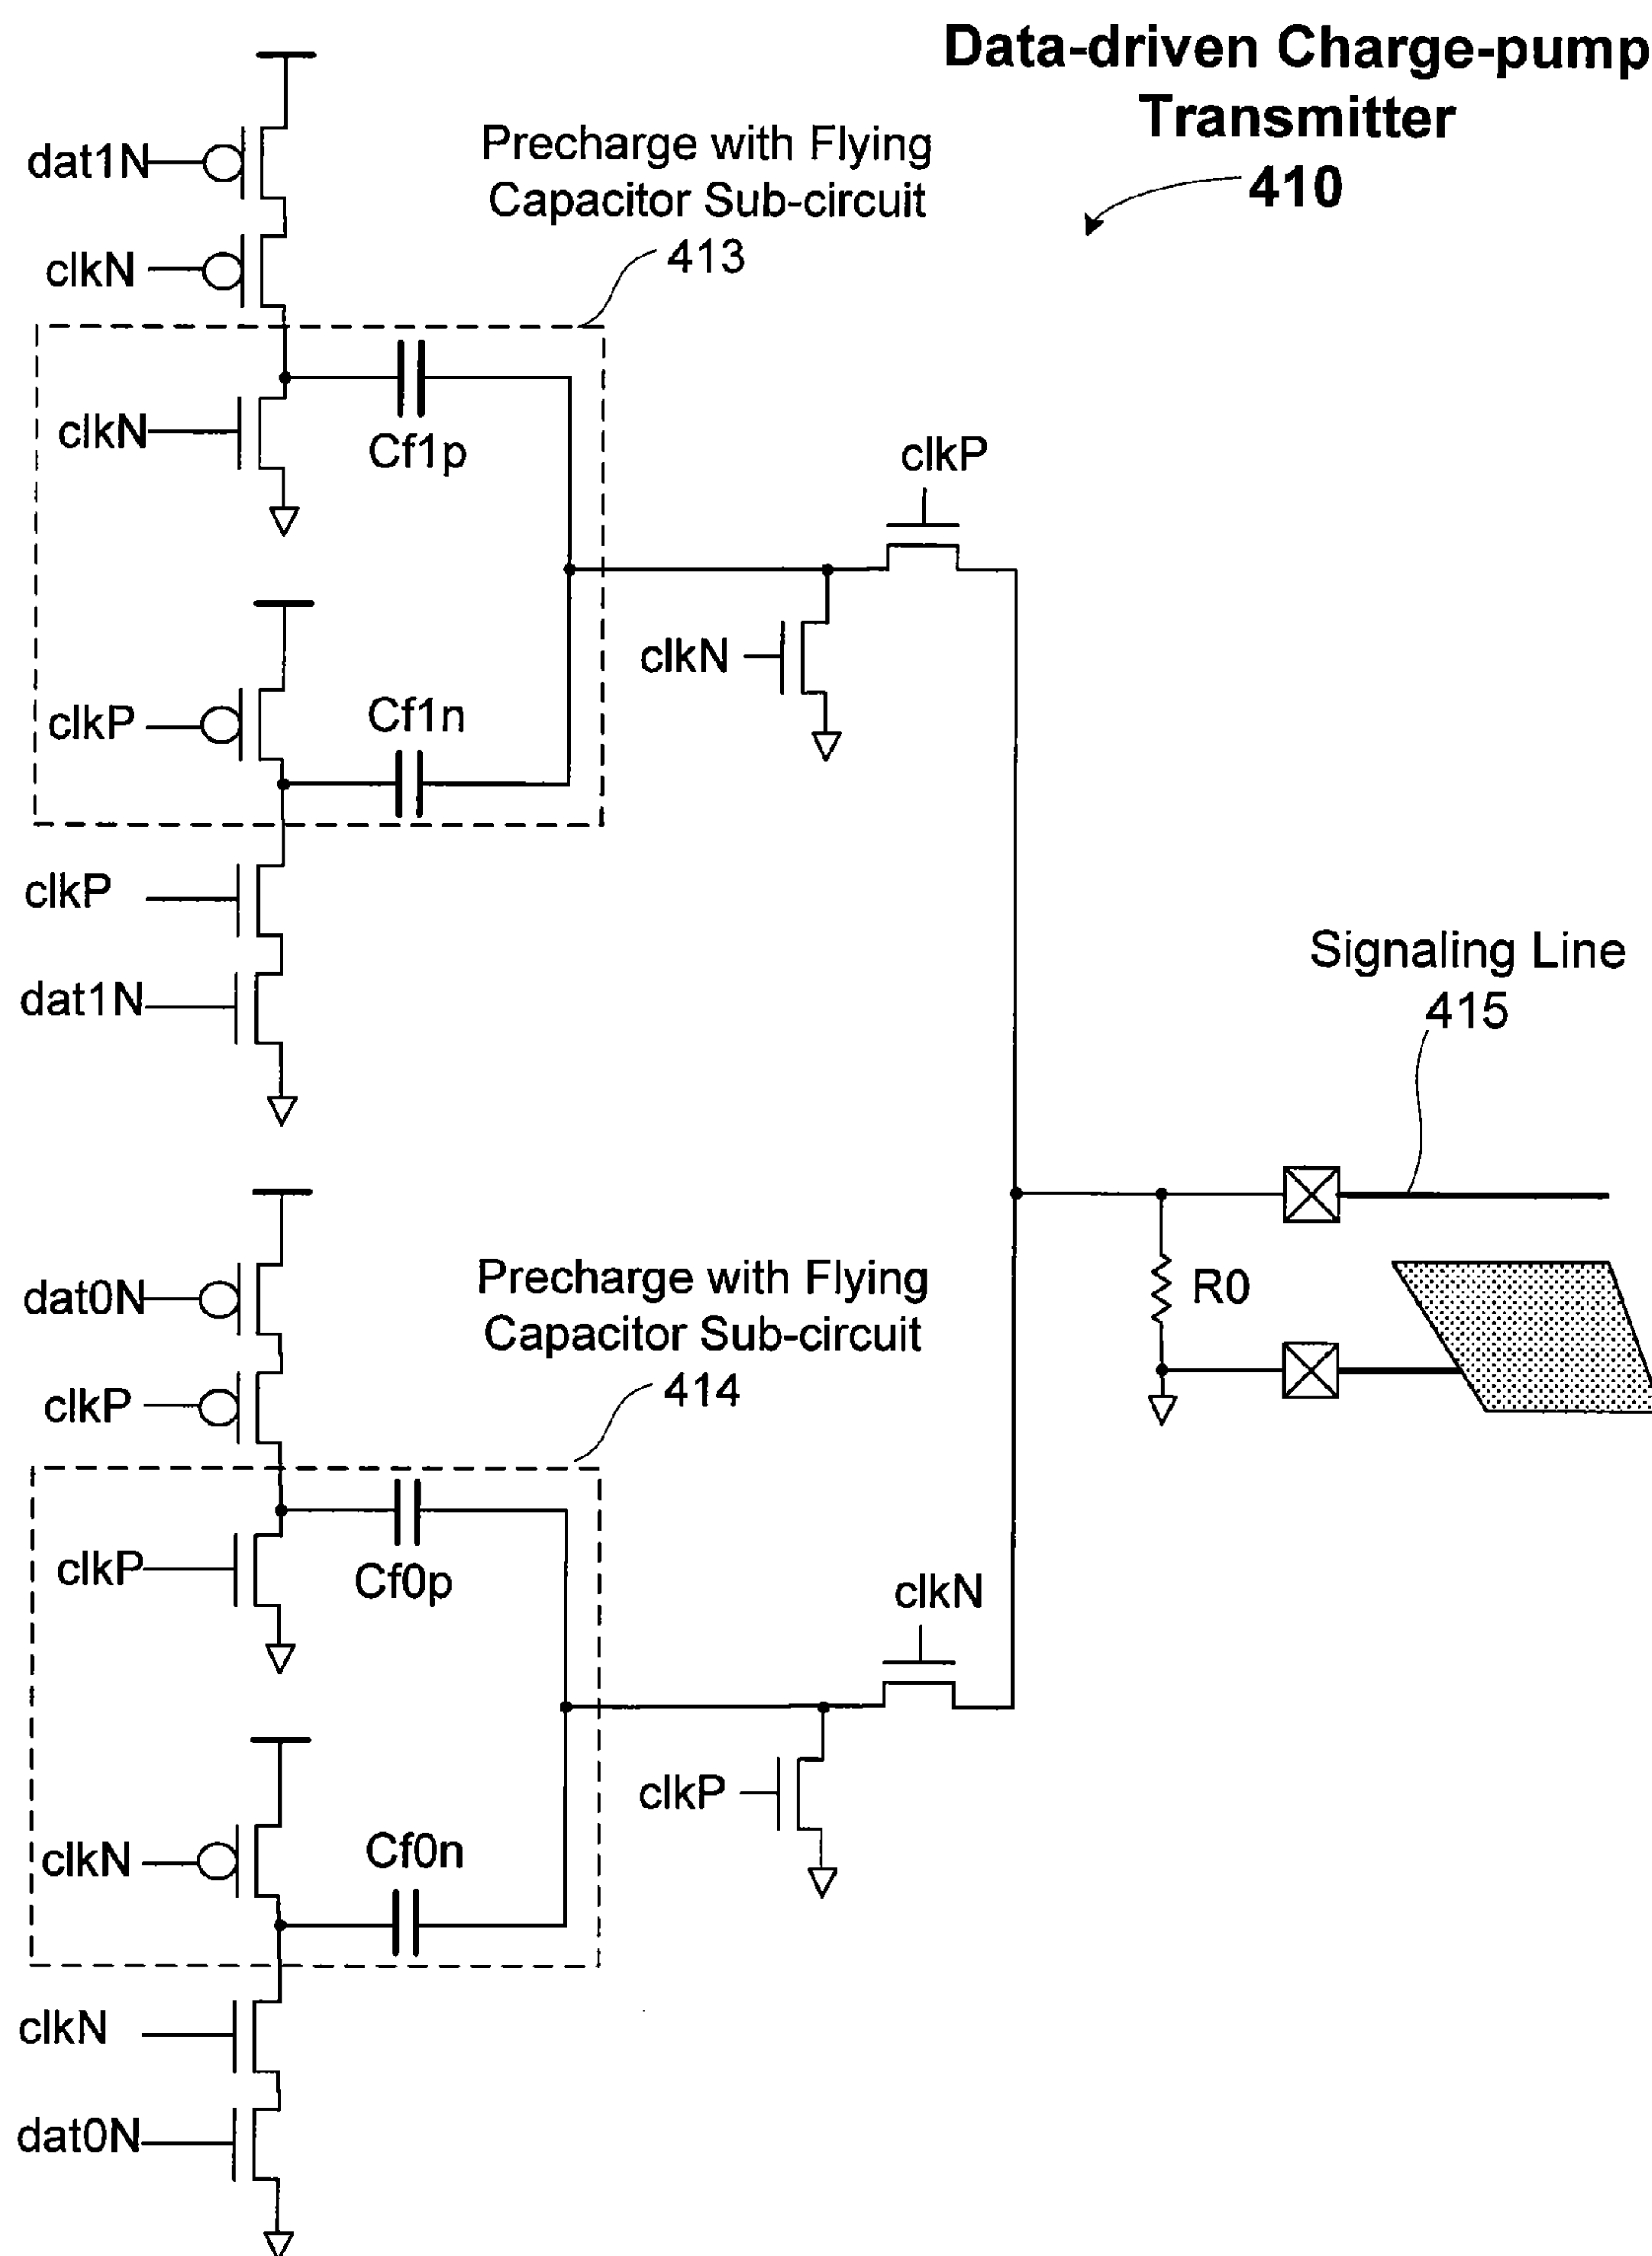 Data-driven Charge-pump
Transmitter
410
dat1N
Precharge with Flying
Capacitor Sub-circuit
413
clkN
clkN
Cf1p
clkP
clkN
clkP
Cf1n
clkP
dat1N
Signaling Line
415
dat0N
Precharge with Flying
Capacitor Sub-circuit
414
R0
clkP
clkP
Cf0p
clkN
clkP
clkN
Cf0n
clkN
dat0N